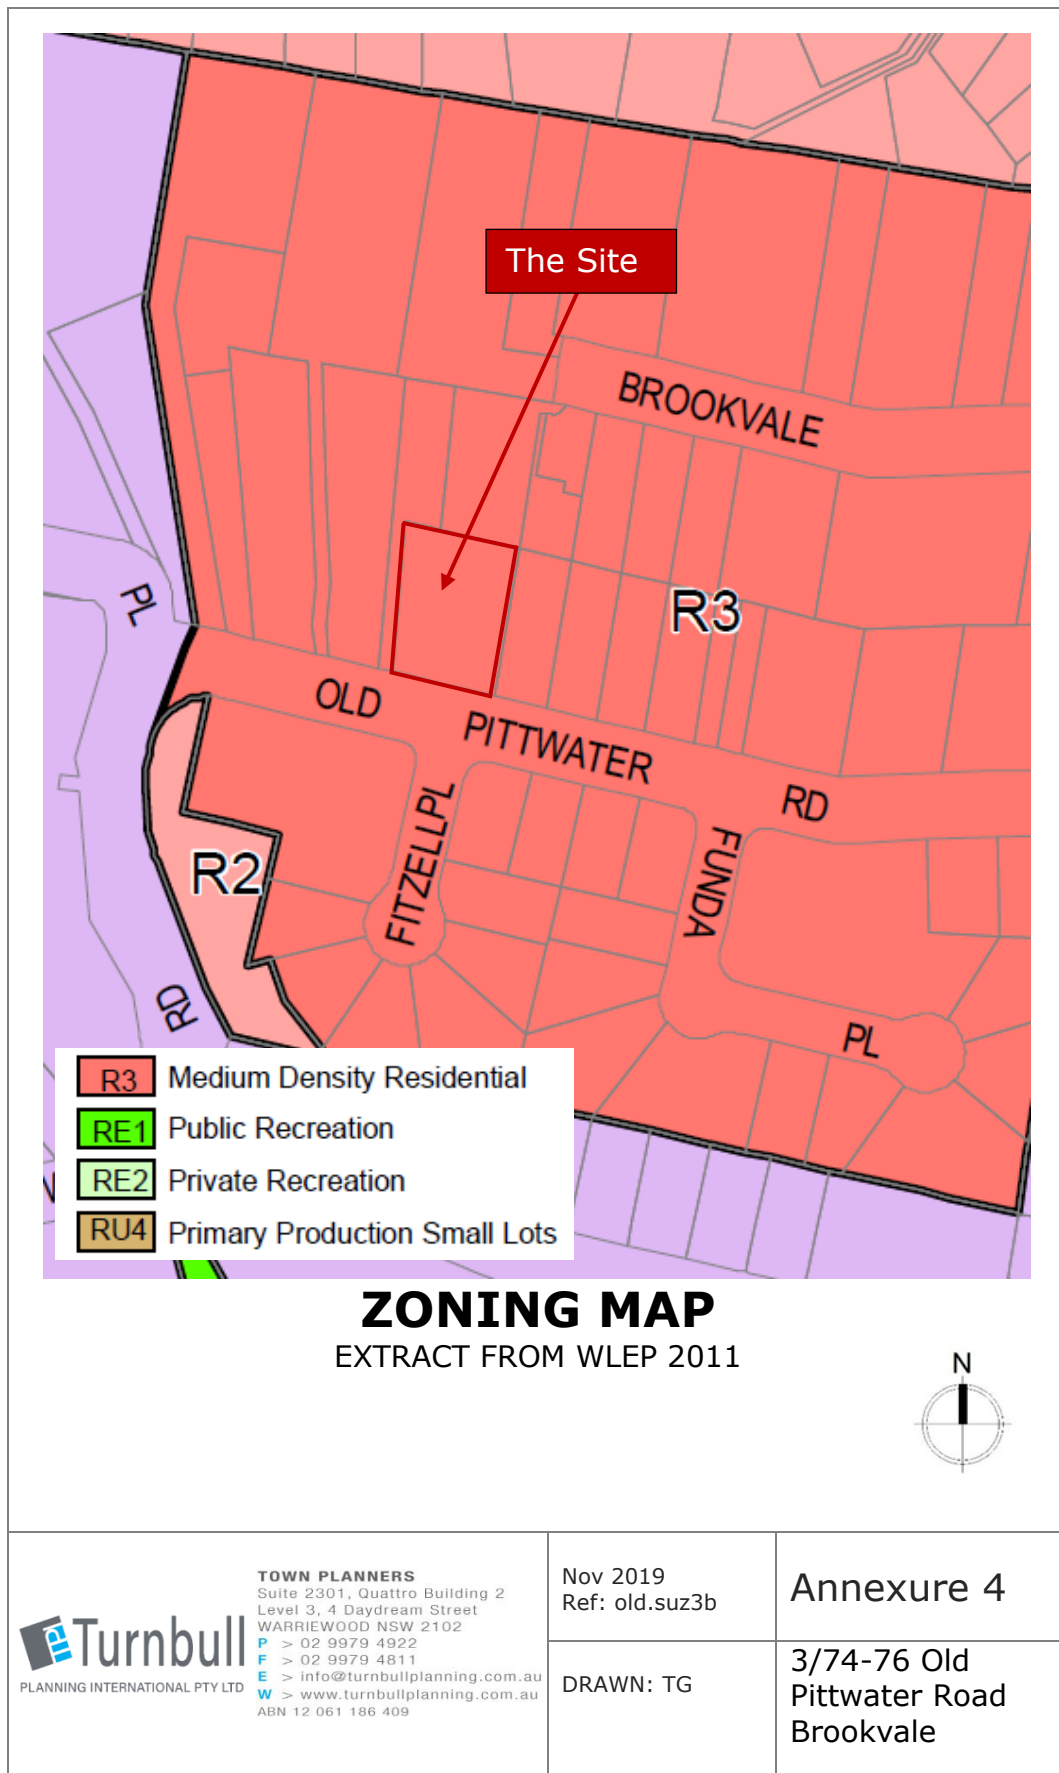 The Site
BROOKVALE
R3
PL
OLD
PITTWATER
RD
FITZELLPL
FUNDA
R2
RD
PL
R3 Medium Density Residential
RE1 Public Recreation
RE2 Private Recreation
RU4 Primary Production Small Lots
ZONING MAP
EXTRACT FROM WLEP 2011
N
TPI Turnbull
PLANNING INTERNATIONAL PTY LTD
TOWN PLANNERS
Suite 2301, Quattro Building 2
Level 3, 4 Daydream Street
WARRIEWOOD NSW 2102
P > 02 9979 4922
F > 02 9979 4811
E > info@turnbullplanning.com.au
W > www.turnbullplanning.com.au
ABN 12 061 186 409
Nov 2019
Ref: old.suz3b
DRAWN: TG
Annexure 4
3/74-76 Old
Pittwater Road
Brookvale